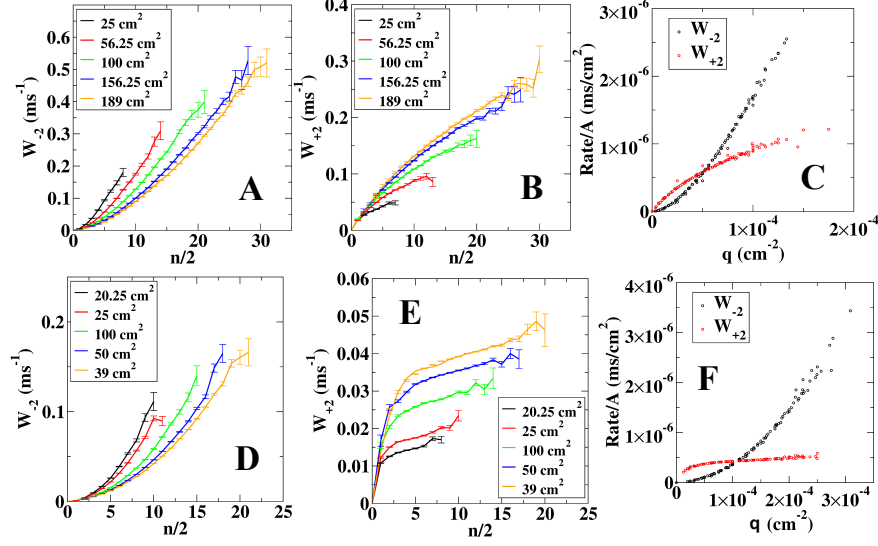 25 cm²
56.25 cm²
100 cm²
156.25 cm²
189 cm²
W₋₂ (ms⁻¹)
0.6
0.5
0.4
0.3
0.2
0.1
0
0 10 20 30
n/2
A
25 cm²
56.25 cm²
100 cm²
156.25 cm²
189 cm²
W₊₂ (ms⁻¹)
0.4
0.3
0.2
0.1
0
0 5 10 15 20 25 30 35
n/2
B
W₋₂
W₊₂
Rate/A (ms/cm²)
3×10⁻⁶
2×10⁻⁶
1×10⁻⁶
0
0 1×10⁻⁴ 2×10⁻⁴
q (cm⁻²)
C
20.25 cm²
25 cm²
100 cm²
50 cm²
39 cm²
W₋₂ (ms⁻¹)
0.2
0.1
0
0 5 10 15 20 25
n/2
D
E
W₊₂ (ms⁻¹)
0.06
0.05
0.04
0.03
0.02
0.01
0
0 5 10 15 20 25
n/2
20.25 cm²
25 cm²
100 cm²
50 cm²
39 cm²
W₋₂
W₊₂
Rate/A (ms/cm²)
4×10⁻⁶
3×10⁻⁶
2×10⁻⁶
1×10⁻⁶
0
0 1×10⁻⁴ 2×10⁻⁴ 3×10⁻⁴
q (cm⁻²)
F